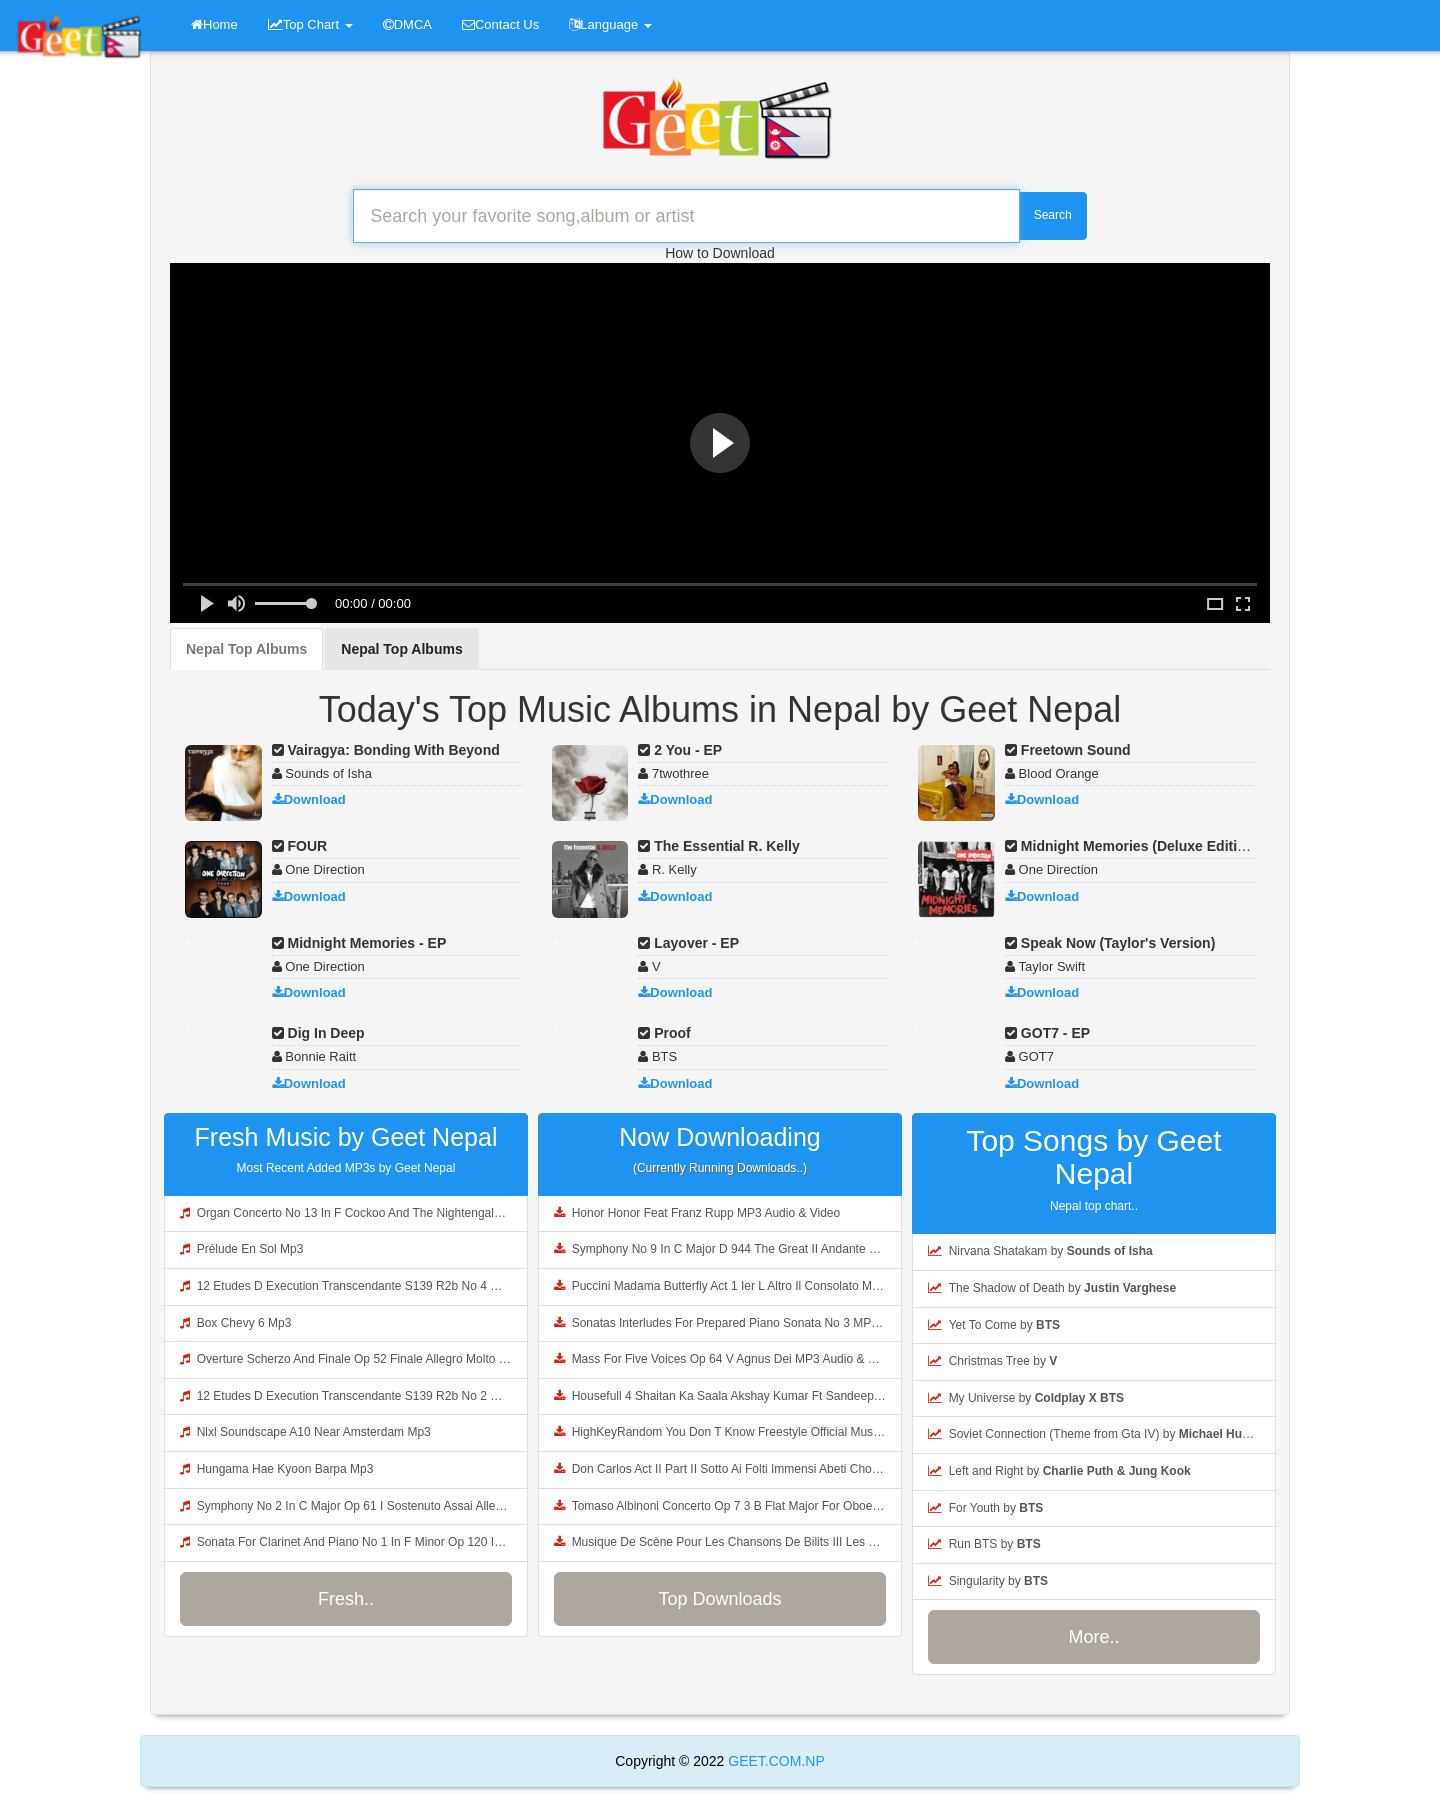 Geet
Home
Top Chart
DMCA
Contact Us
Language
Geet
Search your favorite song,album or artist
Search
How to Download
00:00 / 00:00
Nepal Top Albums
Nepal Top Albums
Today's Top Music Albums in Nepal by Geet Nepal
Vairagya: Bonding With Beyond
Sounds of Isha
Download
2 You - EP
7twothree
Download
Freetown Sound
Blood Orange
Download
FOUR
One Direction
Download
The Essential R. Kelly
R. Kelly
Download
Midnight Memories (Deluxe Editi...
One Direction
Download
Midnight Memories - EP
One Direction
Download
Layover - EP
V
Download
Speak Now (Taylor's Version)
Taylor Swift
Download
Dig In Deep
Bonnie Raitt
Download
Proof
BTS
Download
GOT7 - EP
GOT7
Download
Fresh Music by Geet Nepal
Most Recent Added MP3s by Geet Nepal
Organ Concerto No 13 In F Cockoo And The Nightengal...
Prélude En Sol Mp3
12 Etudes D Execution Transcendante S139 R2b No 4 ...
Box Chevy 6 Mp3
Overture Scherzo And Finale Op 52 Finale Allegro Molto ...
12 Etudes D Execution Transcendante S139 R2b No 2 ...
Nlxl Soundscape A10 Near Amsterdam Mp3
Hungama Hae Kyoon Barpa Mp3
Symphony No 2 In C Major Op 61 I Sostenuto Assai Alle...
Sonata For Clarinet And Piano No 1 In F Minor Op 120 I...
Fresh..
Now Downloading
(Currently Running Downloads..)
Honor Honor Feat Franz Rupp MP3 Audio & Video
Symphony No 9 In C Major D 944 The Great II Andante ...
Puccini Madama Butterfly Act 1 Ier L Altro Il Consolato M...
Sonatas Interludes For Prepared Piano Sonata No 3 MP...
Mass For Five Voices Op 64 V Agnus Dei MP3 Audio & ...
Housefull 4 Shaitan Ka Saala Akshay Kumar Ft Sandeep...
HighKeyRandom You Don T Know Freestyle Official Mus...
Don Carlos Act II Part II Sotto Ai Folti Immensi Abeti Cho...
Tomaso Albinoni Concerto Op 7 3 B Flat Major For Oboe...
Musique De Scène Pour Les Chansons De Bilits III Les ...
Top Downloads
Top Songs by Geet
Nepal
Nepal top chart..
Nirvana Shatakam by Sounds of Isha
The Shadow of Death by Justin Varghese
Yet To Come by BTS
Christmas Tree by V
My Universe by Coldplay X BTS
Soviet Connection (Theme from Gta IV) by Michael Hu...
Left and Right by Charlie Puth & Jung Kook
For Youth by BTS
Run BTS by BTS
Singularity by BTS
More..
Copyright © 2022 GEET.COM.NP